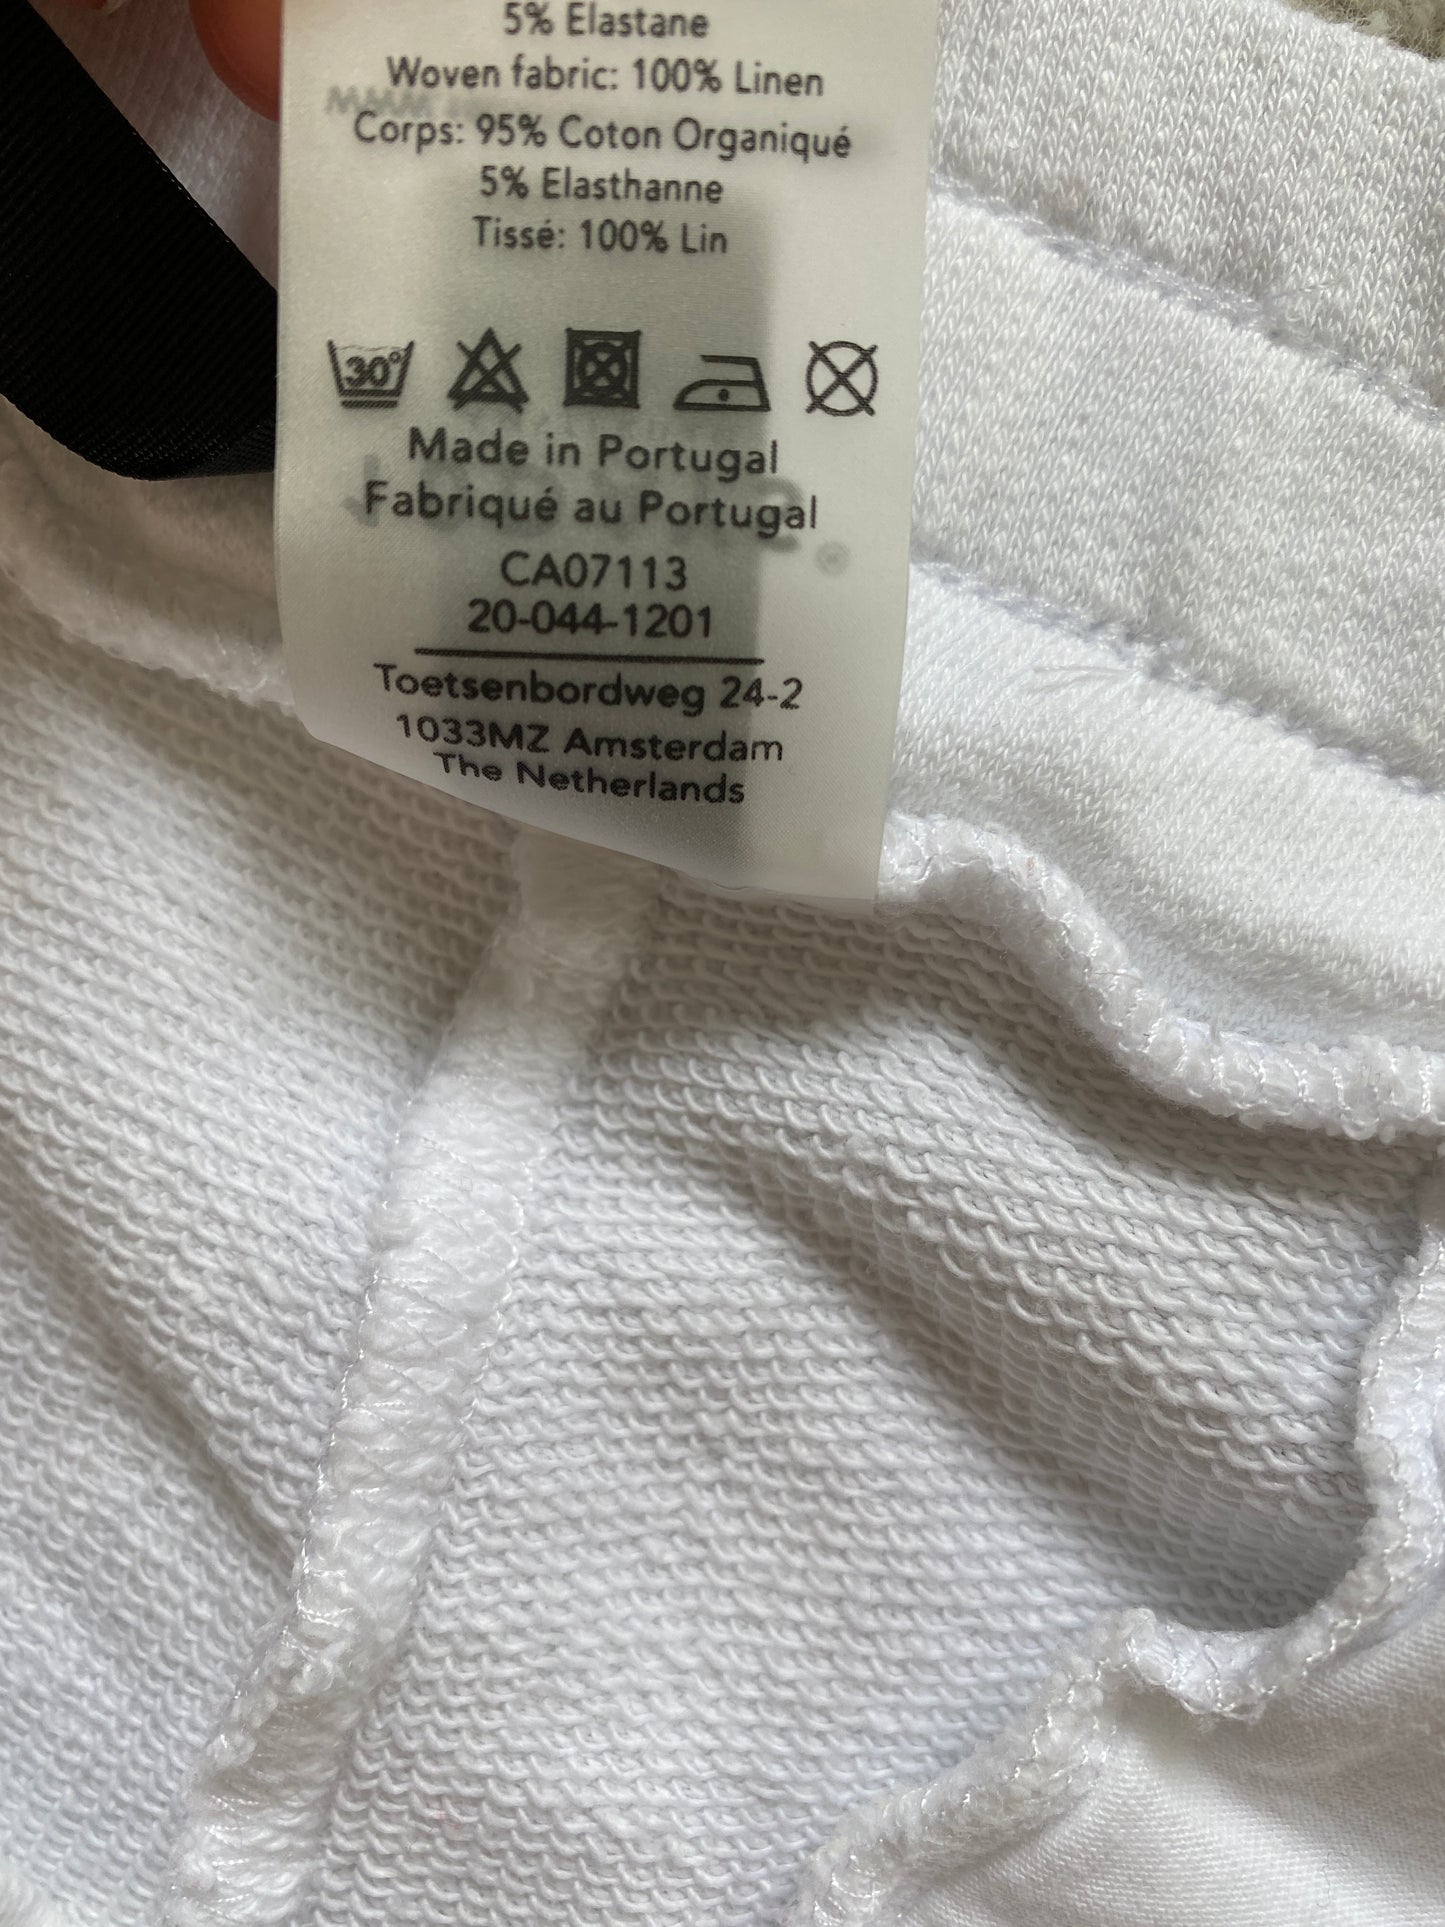 5% Elastane
Woven fabric: 100% Linen
Corps: 95% Coton Organiqué
5% Elasthanne
Tissé: 100% Lin
30°
Made in Portugal
Fabriqué au Portugal
CA07113
20-044-1201
Toetsenbordweg 24-2
1033MZ Amsterdam
The Netherlands